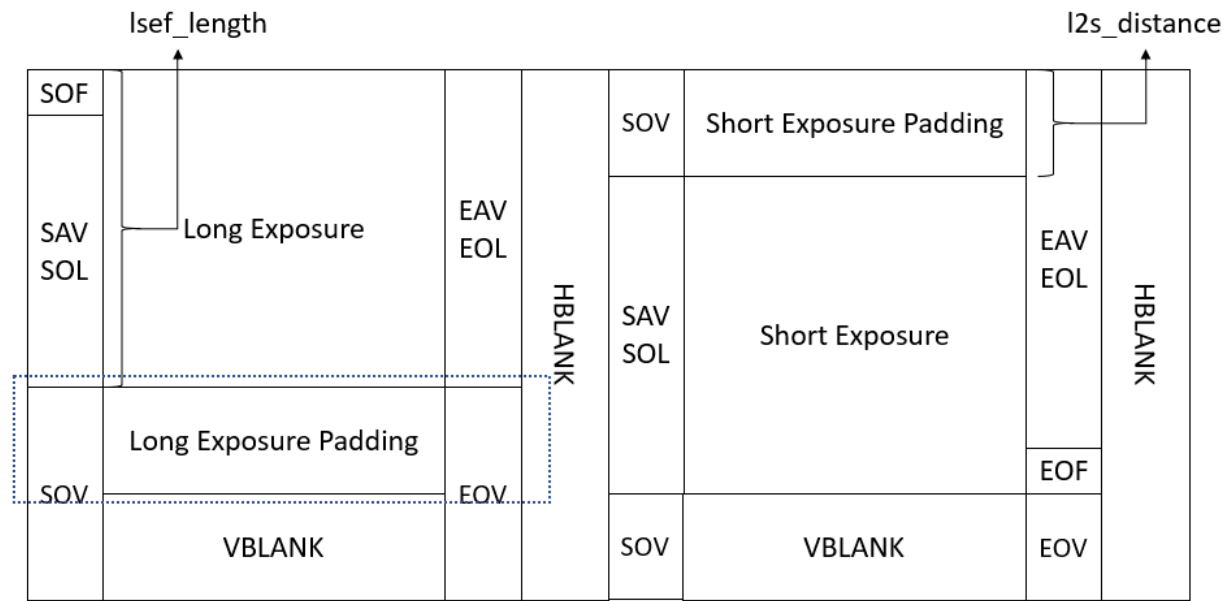 lsef_length
l2s_distance
SOF
SAV
SOL
Long Exposure
EAV
EOL
Long Exposure Padding
SOV
EOV
VBLANK
HBLANK
SOV
Short Exposure Padding
SAV
SOL
Short Exposure
EAV
EOL
EOF
SOV
VBLANK
EOV
HBLANK